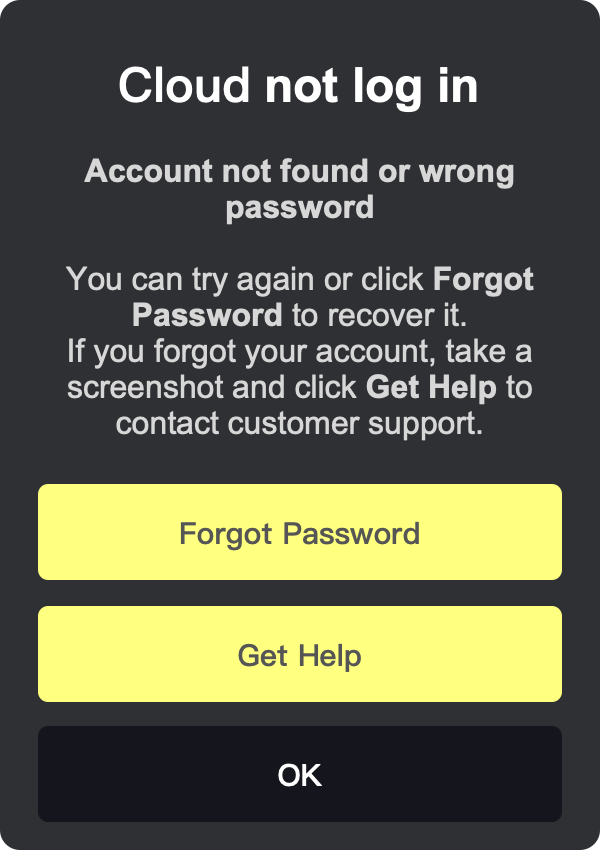 Cloud not log in
Account not found or wrong
password
You can try again or click Forgot
Password to recover it.
If you forgot your account, take a
screenshot and click Get Help to
contact customer support.
Forgot Password
Get Help
OK